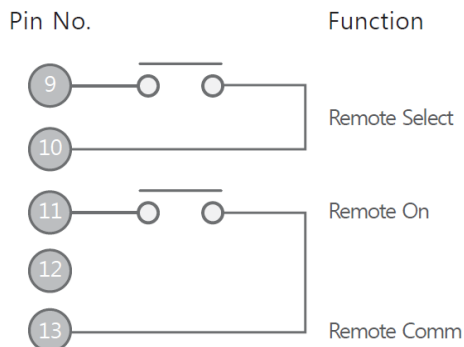 Pin No. Function
9
Remote Select
10
11 Remote On
12
13 Remote Comm